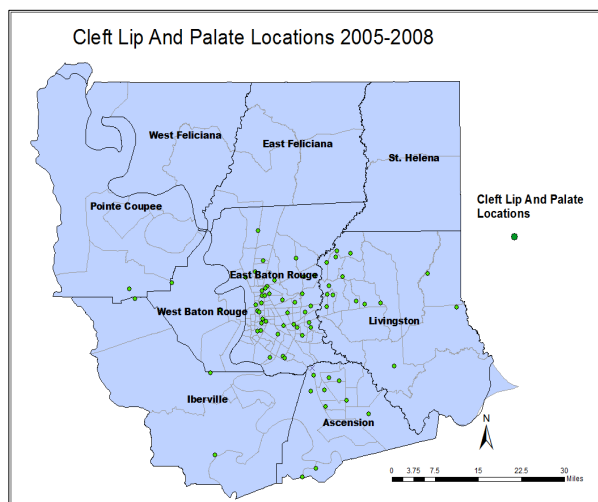 Cleft Lip And Palate Locations 2005-2008
West Feliciana
East Feliciana
St. Helena
Pointe Coupee
Cleft Lip And Palate
Locations
East Baton Rouge
West Baton Rouge
Livingston
Iberville
Ascension
N
0 3.75 7.5 15 22.5 30
Miles